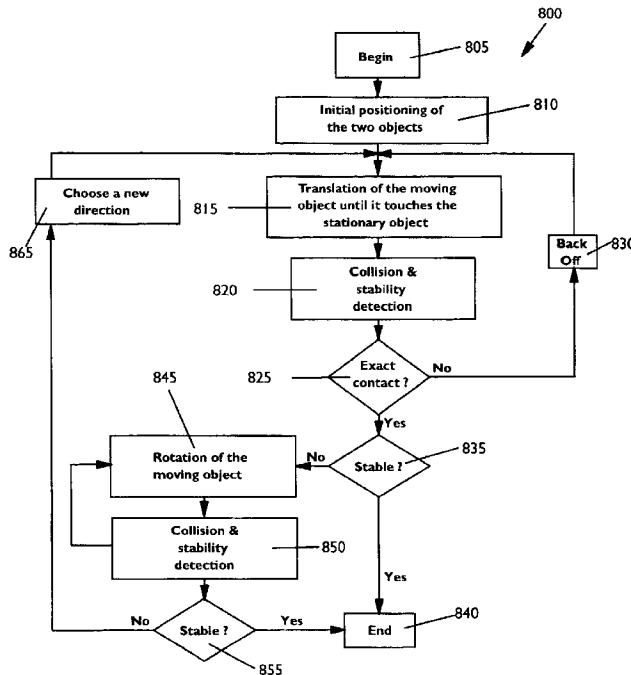 800
Begin
805
Initial positioning of
the two objects
810
Choose a new
direction
865
Translation of the moving
object until it touches the
stationary object
815
Back
Off
830
Collision &
stability
detection
820
Exact
contact ?
825
No
Yes
845
Rotation of the
moving object
No
Stable ?
835
Collision &
stability
detection
850
Yes
No
Stable ?
Yes
855
End
840